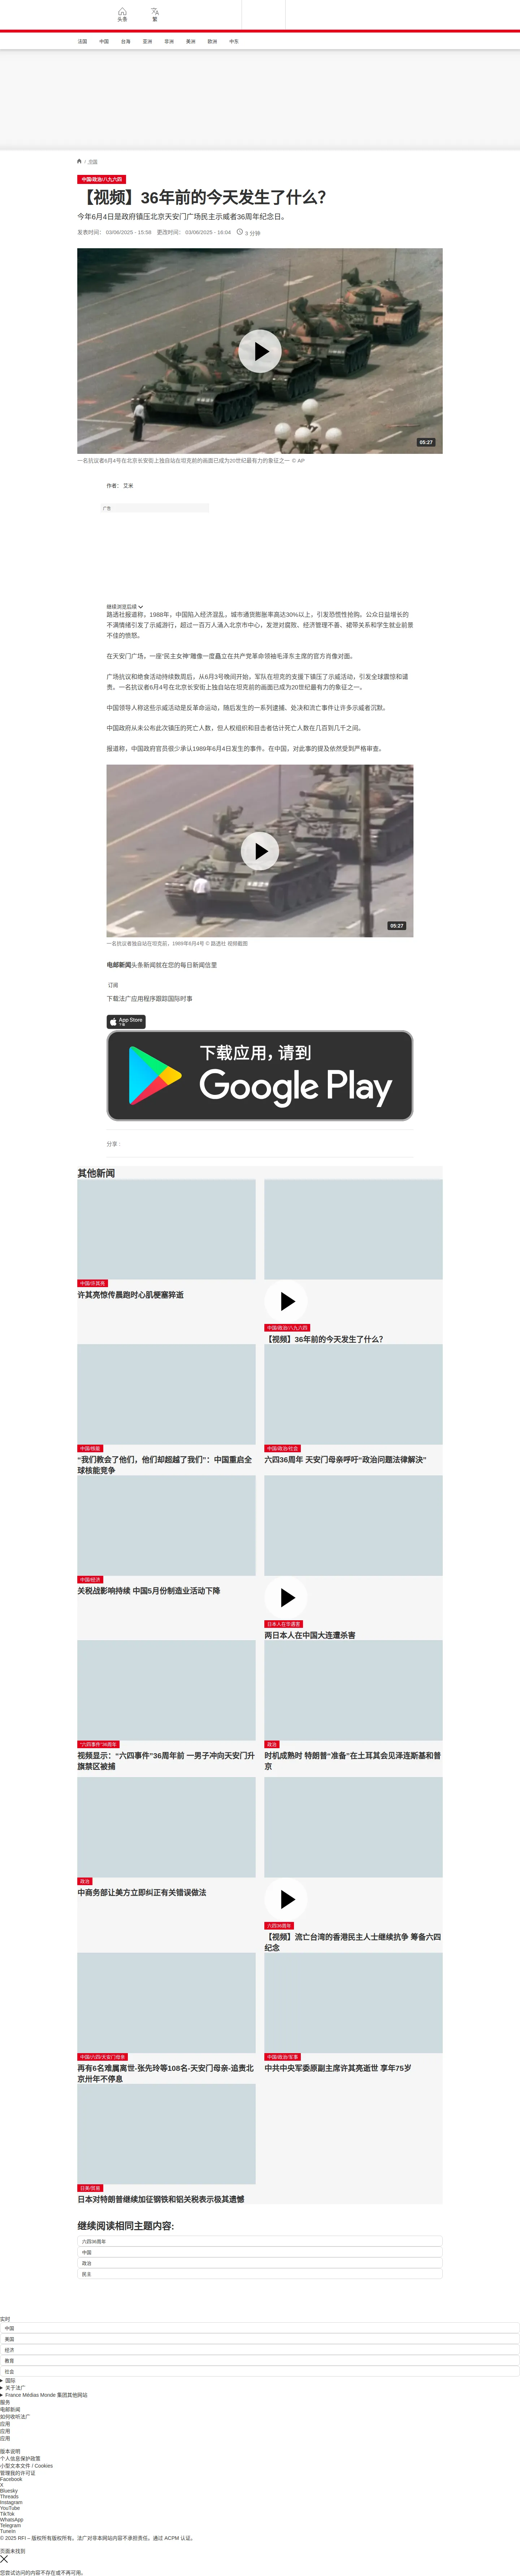 头条
繁
法国
中国
台海
亚洲
非洲
美洲
欧洲
中东
/ 中国
中国/政治/八九六四
【视频】36年前的今天发生了什么？
今年6月4日是政府镇压北京天安门广场民主示威者36周年纪念日。
发表时间： 03/06/2025 - 15:58 更改时间： 03/06/2025 - 16:04 3 分钟
05:27
一名抗议者6月4号在北京长安街上独自站在坦克前的画面已成为20世纪最有力的象征之一 © AP
作者： 艾米
广告
继续浏览后续
路透社报道称，1988年，中国陷入经济混乱，城市通货膨胀率高达30%以上，引发恐慌性抢购。公众日益增长的
不满情绪引发了示威游行，超过一百万人涌入北京市中心，发泄对腐败、经济管理不善、裙带关系和学生就业前景
不佳的愤怒。
在天安门广场，一座“民主女神”雕像一度矗立在共产党革命领袖毛泽东主席的官方肖像对面。
广场抗议和绝食活动持续数周后，从6月3号晚间开始，军队在坦克的支援下镇压了示威活动，引发全球震惊和谴
责。一名抗议者6月4号在北京长安街上独自站在坦克前的画面已成为20世纪最有力的象征之一。
中国领导人称这些示威活动是反革命运动，随后发生的一系列逮捕、处决和流亡事件让许多示威者沉默。
中国政府从未公布此次镇压的死亡人数，但人权组织和目击者估计死亡人数在几百到几千之间。
报道称，中国政府官员很少承认1989年6月4日发生的事件。在中国，对此事的提及依然受到严格审查。
05:27
一名抗议者独自站在坦克前，1989年6月4号 © 路透社 视频截图
电邮新闻头条新闻就在您的每日新闻信里
订阅
下载法广应用程序跟踪国际时事
App Store
下载
下载应用，请到
Google Play
分享 :
其他新闻
中国/许其亮
许其亮惊传晨跑时心肌梗塞猝逝
中国/政治/八九六四
【视频】36年前的今天发生了什么？
中国/核能
“我们教会了他们，他们却超越了我们”：中国重启全
球核能竞争
中国/政治/社会
六四36周年 天安门母亲呼吁“政治问题法律解决”
中国/经济
关税战影响持续 中国5月份制造业活动下降
日本人在华遇害
两日本人在中国大连遭杀害
“六四事件”36周年
视频显示：“六四事件”36周年前 一男子冲向天安门升
旗禁区被捕
政治
时机成熟时 特朗普“准备”在土耳其会见泽连斯基和普
京
政治
中商务部让美方立即纠正有关错误做法
六四36周年
【视频】流亡台湾的香港民主人士继续抗争 筹备六四
纪念
中国/六四/天安门母亲
再有6名难属离世-张先玲等108名-天安门母亲-追责北
京卅年不停息
中国/政治/军事
中共中央军委原副主席许其亮逝世 享年75岁
日美/贸易
日本对特朗普继续加征钢铁和铝关税表示极其遗憾
继续阅读相同主题内容:
六四36周年
中国
政治
民主
实时
中国
美国
经济
教育
社会
国际
关于法广
France Médias Monde 集团其他网站
服务
电邮新闻
如何收听法广
应用
应用
应用
版本说明
个人信息保护政策
小型文本文件 / Cookies
管理我的许可证
Facebook
X
Bluesky
Threads
Instagram
YouTube
TikTok
WhatsApp
Telegram
TuneIn
© 2025 RFI – 版权所有版权所有。法广对非本网站内容不承担责任。通过 ACPM 认证。
页面未找到
您尝试访问的内容不存在或不再可用。